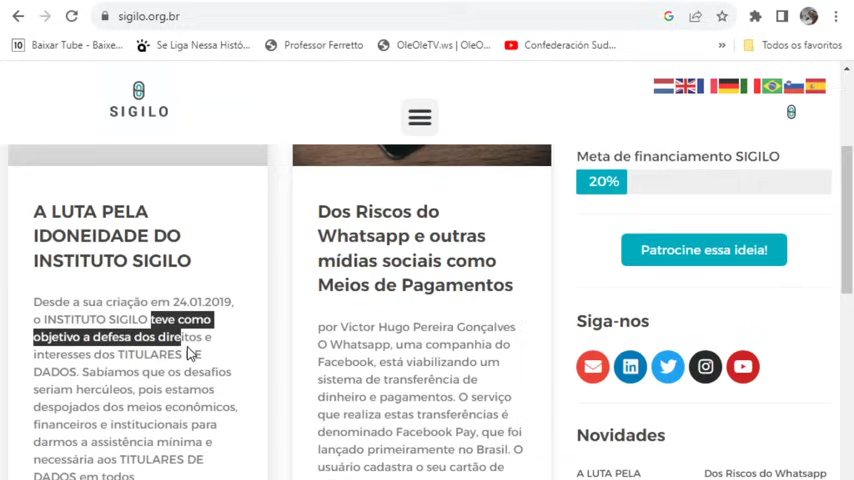 sigilo.org.br
Baixar Tube - Baixe...
Se Liga Nessa Histó...
Professor Ferretto
OleOleTV.ws | OleO...
Confederación Sud...
»
Todos os favoritos
SIGILO
A LUTA PELA
IDONEIDADE DO
INSTITUTO SIGILO
Desde a sua criação em 24.01.2019,
o INSTITUTO SIGILO teve como
objetivo a defesa dos direitos e
interesses dos TITULARES DE
DADOS. Sabíamos que os desafios
seriam hercúleos, pois estamos
despojados dos meios econômicos,
financeiros e institucionais para
darmos a assistência mínima e
necessária aos TITULARES DE
DADOS em todos
Dos Riscos do
Whatsapp e outras
mídias sociais como
Meios de Pagamentos
por Victor Hugo Pereira Gonçalves
O Whatsapp, uma companhia do
Facebook, está viabilizando um
sistema de transferência de
dinheiro e pagamentos. O serviço
que realiza estas transferências é
denominado Facebook Pay, que foi
lançado primeiramente no Brasil. O
usuário cadastra o seu cartão de
Meta de financiamento SIGILO
20%
Patrocine essa ideia!
Siga-nos
Novidades
A LUTA PELA
Dos Riscos do Whatsapp